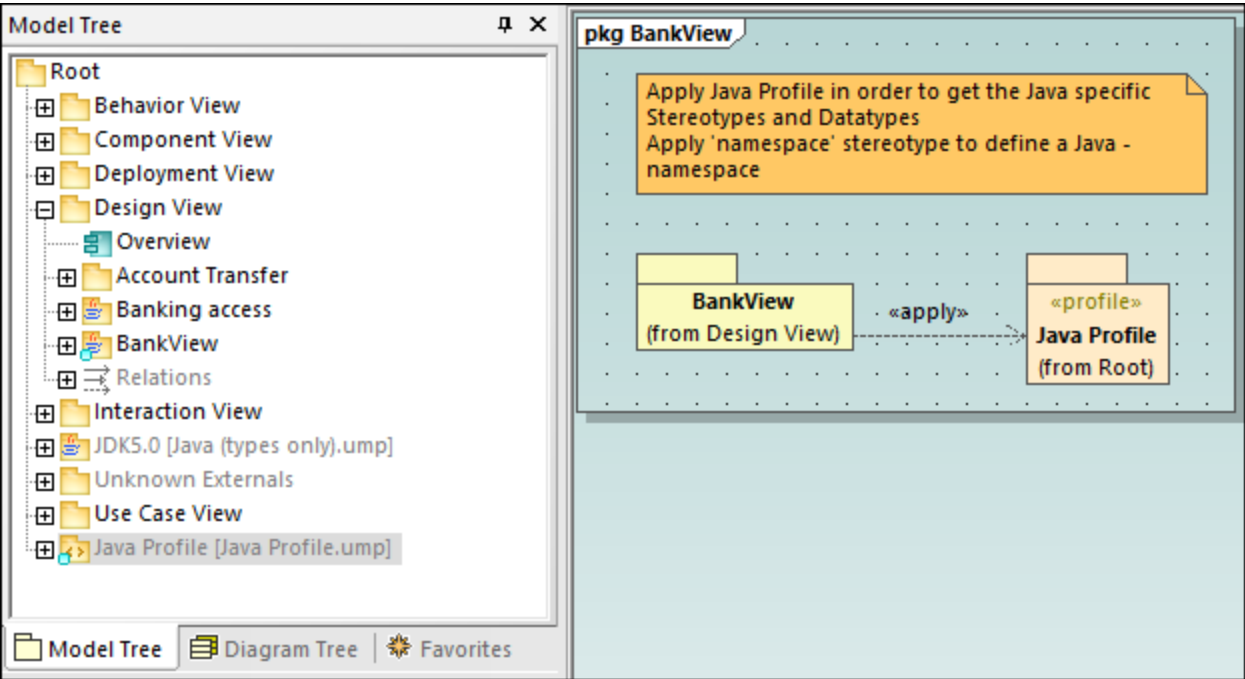 Model Tree
Root
Behavior View
Component View
Deployment View
Design View
Overview
Account Transfer
Banking access
BankView
Relations
Interaction View
JDK5.0 [Java (types only).ump]
Unknown Externals
Use Case View
Java Profile [Java Profile.ump]
Model Tree
Diagram Tree
Favorites
pkg BankView
Apply Java Profile in order to get the Java specific
Stereotypes and Datatypes
Apply 'namespace' stereotype to define a Java -
namespace
BankView
(from Design View)
«apply»
«profile»
Java Profile
(from Root)